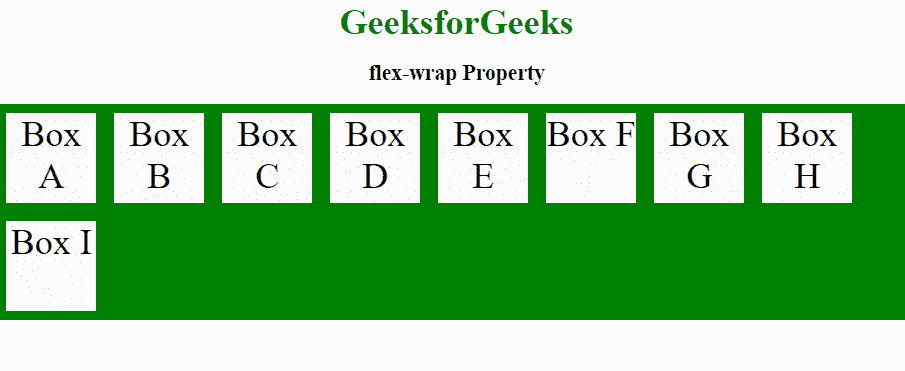 GeeksforGeeks
flex-wrap Property
Box A
Box B
Box C
Box D
Box E
Box F
Box G
Box H
Box I